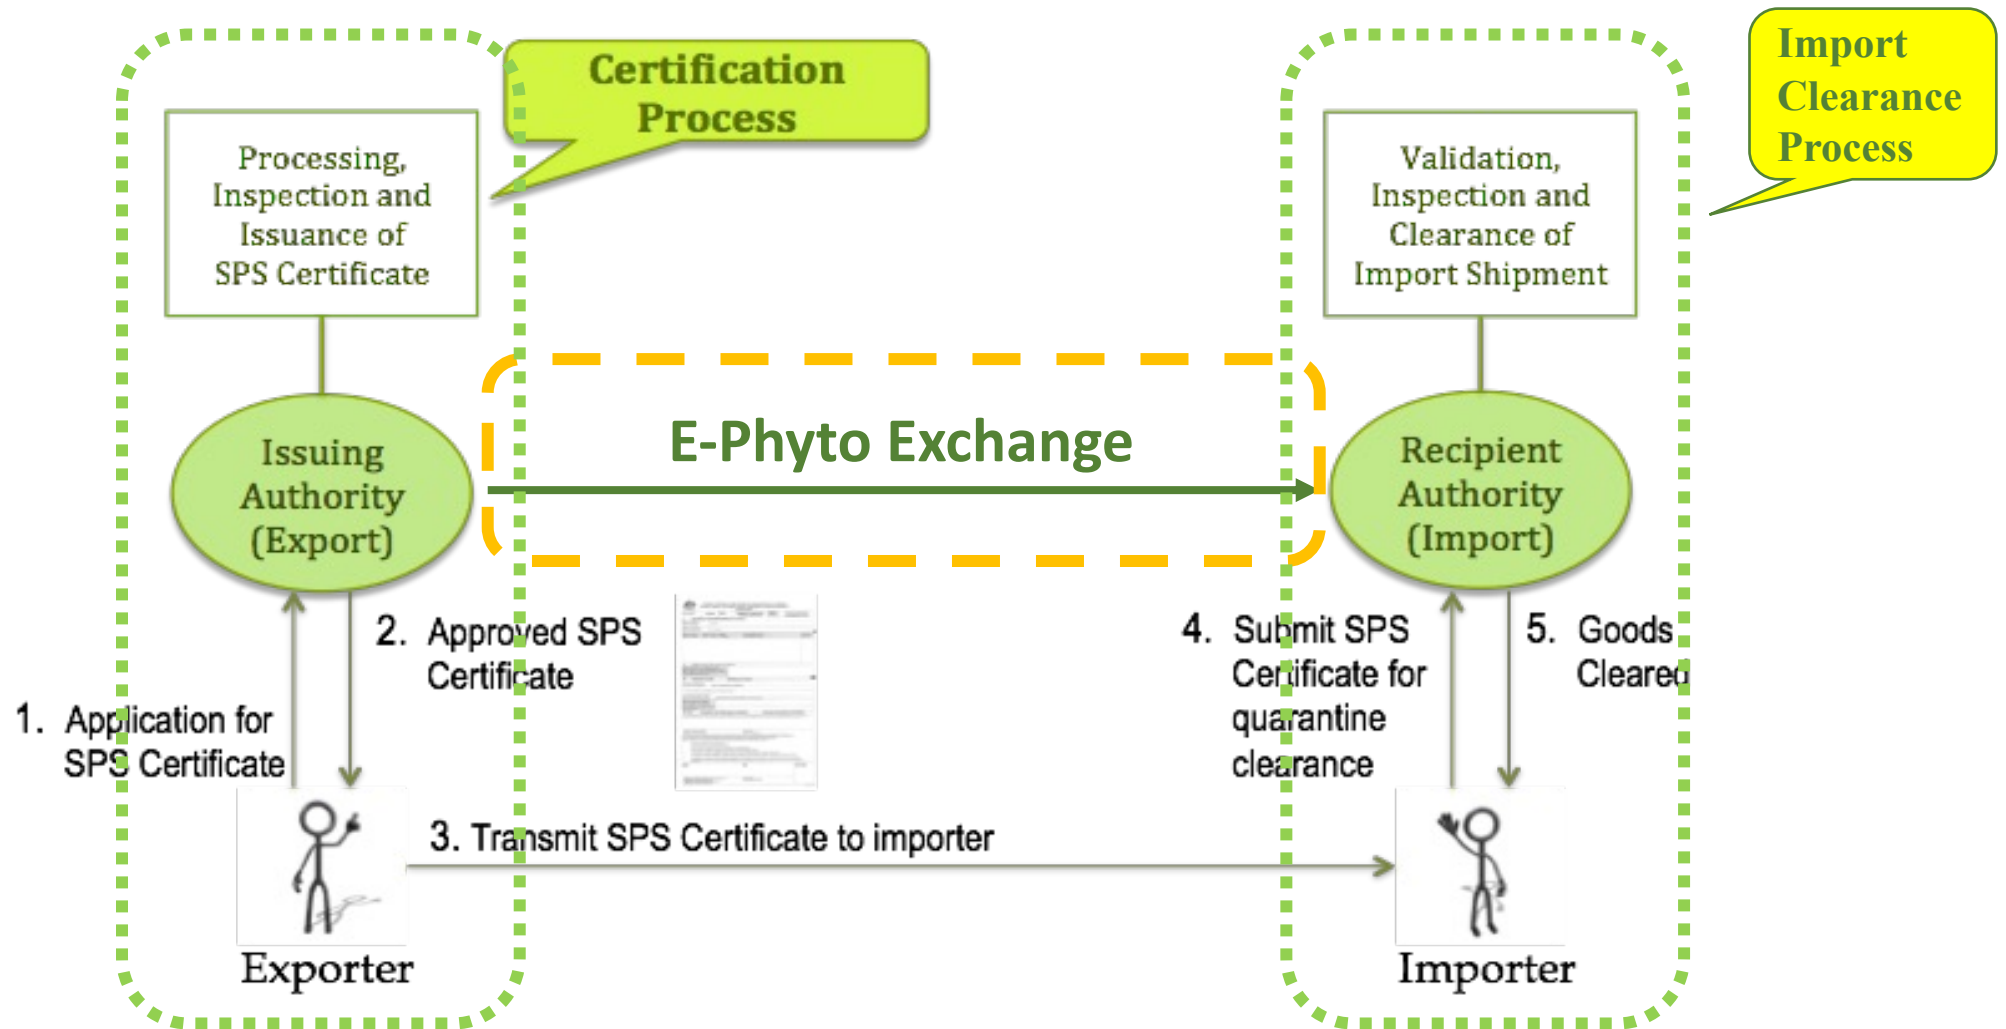 Certification
Process
Import
Clearance
Process
Processing,
Inspection and
Issuance of
SPS Certificate
Validation,
Inspection and
Clearance of
Import Shipment
E-Phyto Exchange
Issuing
Authority
(Export)
Recipient
Authority
(Import)
1. Application for
SPS Certificate
2. Approved SPS
Certificate
3. Transmit SPS Certificate to importer
4. Submit SPS
Certificate for
quarantine
clearance
5. Goods
Cleared
Exporter
Importer